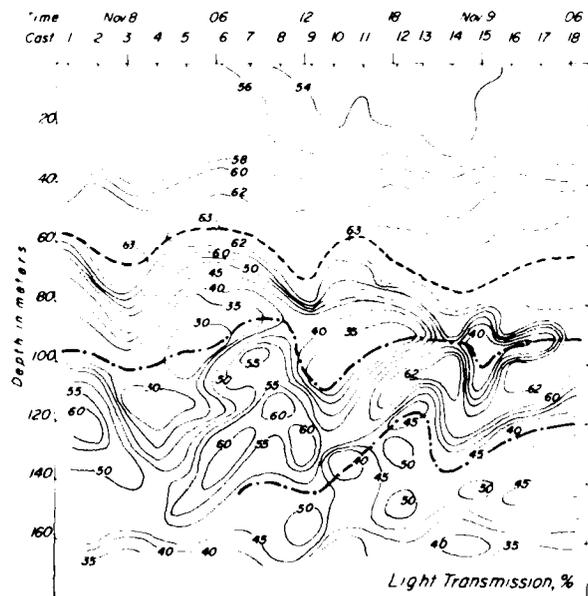 Time Nov 8 06 12 18 Nov 9 06
Cast 1 2 3 4 5 6 7 8 9 10 11 12 13 14 15 16 17 18
56 54
20
58
40 60
62
63
60 63 62 63
60 50
45
80 40
35
30 40 35 40
100 55
55 30 50 55 62 62
60 60 60
120 45
60 55 60 45 40
140 50 40 50 45
45
50 50 50 45
160 45 40 40
35 40 40 35
Depth in meters
Light Transmission, %